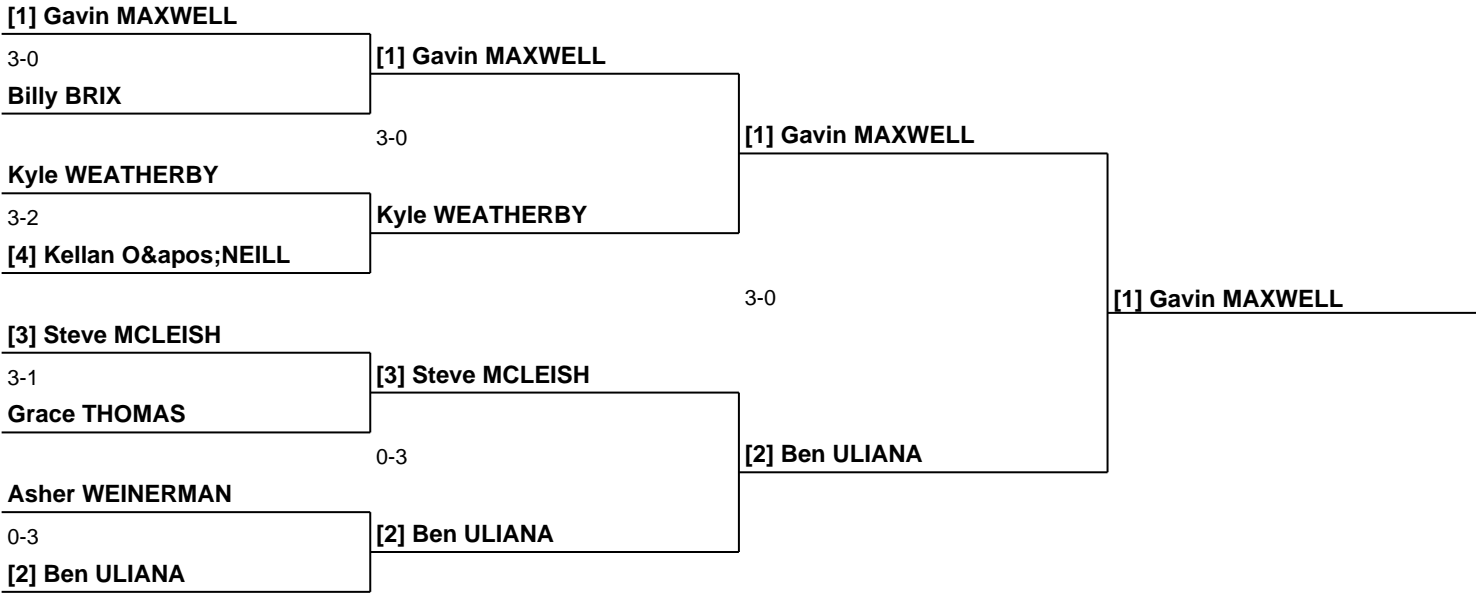 [1] Gavin MAXWELL
3-0
[1] Gavin MAXWELL
Billy BRIX
3-0
[1] Gavin MAXWELL
Kyle WEATHERBY
3-2
Kyle WEATHERBY
[4] Kellan O&apos;NEILL
3-0
[1] Gavin MAXWELL
[3] Steve MCLEISH
3-1
[3] Steve MCLEISH
Grace THOMAS
0-3
[2] Ben ULIANA
Asher WEINERMAN
0-3
[2] Ben ULIANA
[2] Ben ULIANA